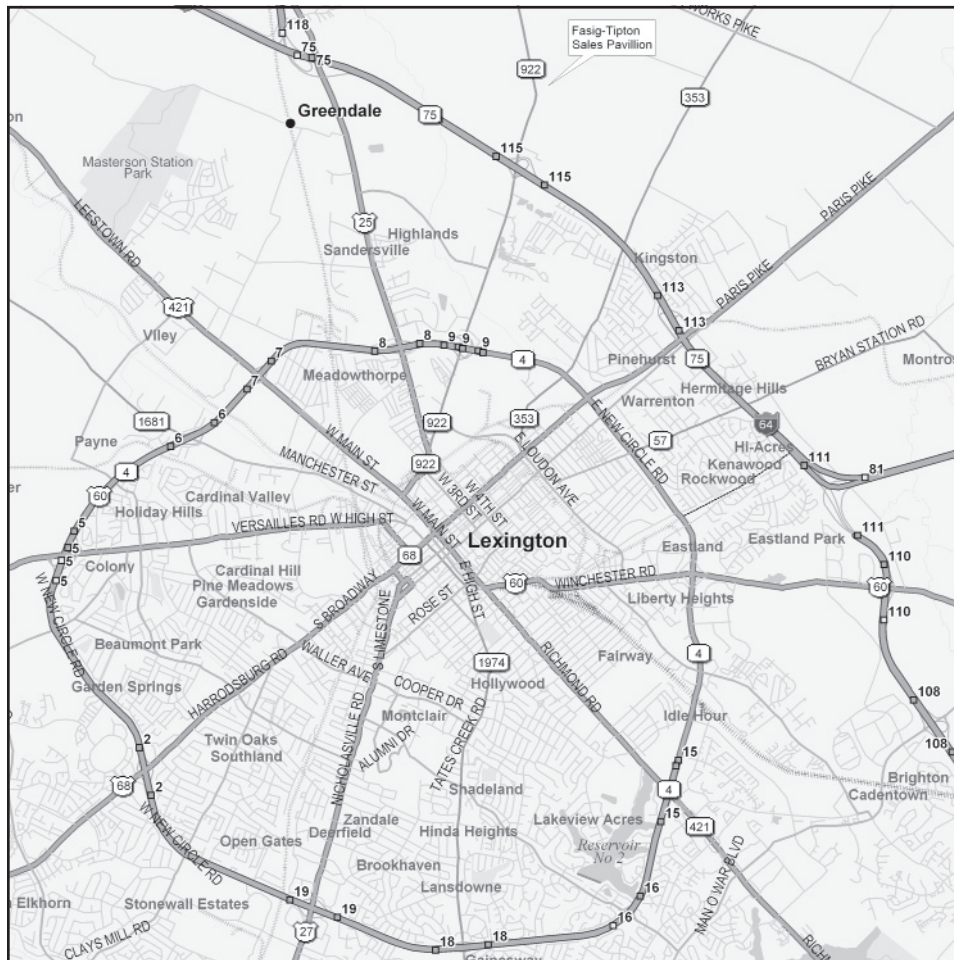 118
75
75
Greendale
Fasig-Tipton
Sales Pavillion
922
WORKS PIKE
353
75
115
115
Masterson Station
Park
LEESTOWN RD
25
Highlands
Sandersville
PARIS PIKE
Kingston
113
113
PARIS PIKE
BRYAN STATION RD
421
Viley
8
8
9
9
9
4
7
7
Meadowthorpe
Pinehurst
75
Hermitage Hills
Warrenton
64
1681
6
6
Payne
922
353
57
Hi-Acres
111
Kenawood
Rockwood
81
E NEW CIRCLE RD
W MAIN ST
MANCHESTER ST
E LOUDON AVE
4
60
922
W 3RD ST
W 4TH ST
Cardinal Valley
Holiday Hills
VERSAILLES RD
W HIGH ST
W MAIN ST
Lexington
5
5
5
Colony
68
Eastland
Eastland Park
111
110
Cardinal Hill
Pine Meadows
Gardenside
E HIGH ST
60
WINCHESTER RD
Liberty Heights
60
110
W NEW CIRCLE RD
S BROADWAY
S LIMESTONE
ROSE ST
Beaumont Park
HARRODSBURG RD
WALLER AVE
COOPER DR
1974
Hollywood
RICHMOND RD
Fairway
4
Garden Springs
Montclair
Idle Hour
108
108
2
Twin Oaks
Southland
NICHOLASVILLE RD
ALUMNI DR
TATES CREEK RD
15
Brighton
Cadentown
68
2
Shadeland
4
W NEW CIRCLE RD
Open Gates
Deerfield
Zandale
Hinda Heights
Lakeview Acres
15
421
Reservoir
No 2
MAN O WAR BLVD
Brookhaven
Lansdowne
Elkhorn
Stonewall Estates
19
19
16
16
CLAYS MILL RD
27
18
18
Gainesway